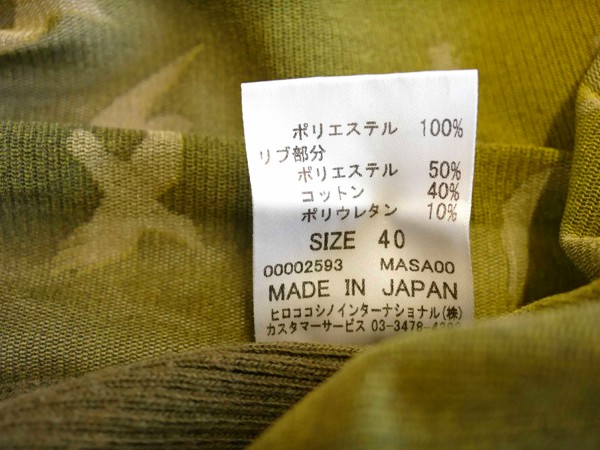 ポリエステル 100%
リブ部分
ポリエステル 50%
コットン 40%
ポリウレタン 10%
SIZE 40
00002593 MASA00
MADE IN JAPAN
ヒロココシノインターナショナル(株)
カスタマーサービス